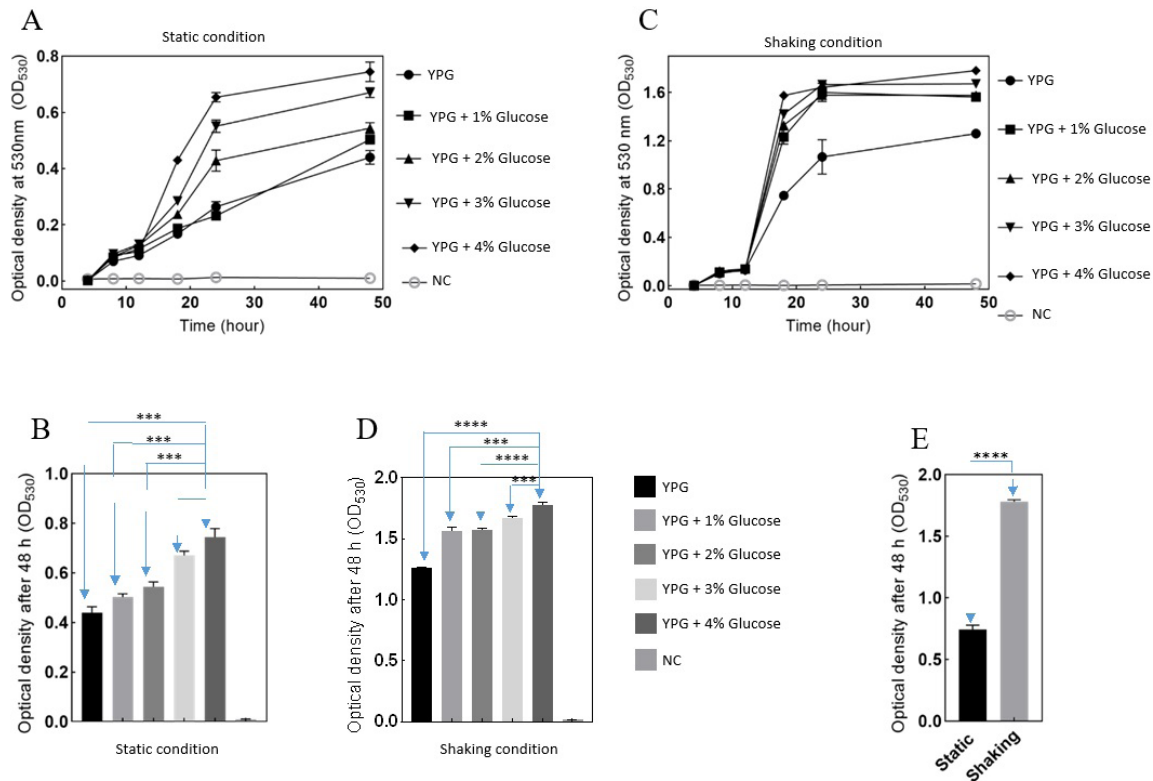 A
Static condition
Optical density at 530nm (OD530)
0.8
0.6
0.4
0.2
0.0
0
10
20
30
40
50
Time (hour)
YPG
YPG + 1% Glucose
YPG + 2% Glucose
YPG + 3% Glucose
YPG + 4% Glucose
NC
C
Shaking condition
Optical density at 530 nm (OD530)
1.6
1.2
0.8
0.4
0.0
0
10
20
30
40
50
Time (hour)
YPG
YPG + 1% Glucose
YPG + 2% Glucose
YPG + 3% Glucose
YPG + 4% Glucose
NC
B
***
***
***
Optical density after 48 h (OD530)
1.0
0.8
0.6
0.4
0.2
0.0
Static condition
D
****
***
****
***
Optical density after 48 h (OD530)
2.0
1.5
1.0
0.5
0.0
Shaking condition
YPG
YPG + 1% Glucose
YPG + 2% Glucose
YPG + 3% Glucose
YPG + 4% Glucose
NC
E
****
Optical density after 48 h (OD530)
2.0
1.5
1.0
0.5
0.0
Static
Shaking